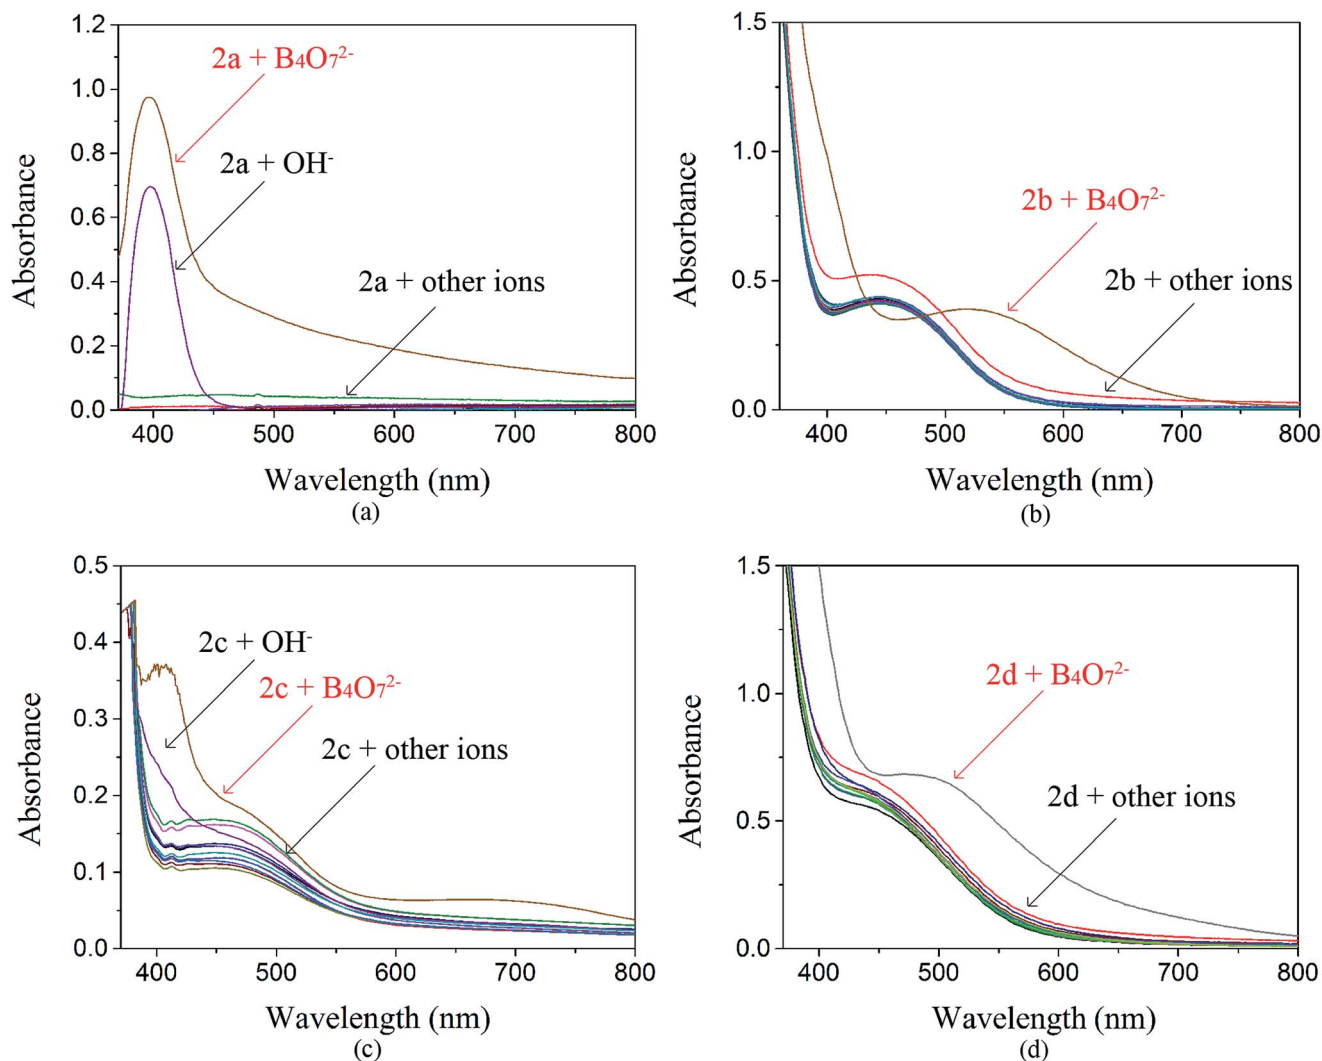 1.2
1.0
0.8
0.6
0.4
0.2
0.0
Absorbance
2a + B₄O₇²⁻
2a + OH⁻
2a + other ions
400 500 600 700 800
Wavelength (nm)
(a)
1.5
1.0
0.5
0.0
Absorbance
2b + B₄O₇²⁻
2b + other ions
400 500 600 700 800
Wavelength (nm)
(b)
0.5
0.4
0.3
0.2
0.1
0.0
Absorbance
2c + OH⁻
2c + B₄O₇²⁻
2c + other ions
400 500 600 700 800
Wavelength (nm)
(c)
1.5
1.0
0.5
0.0
Absorbance
2d + B₄O₇²⁻
2d + other ions
400 500 600 700 800
Wavelength (nm)
(d)